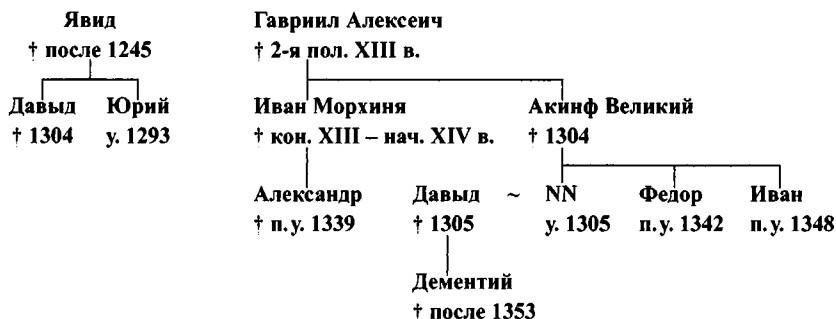 Явид Гавриил Алексеич
† после 1245 † 2-я пол. XIII в.
Давыд Юрий Иван Морхиня Акинф Великий
† 1304 у. 1293 † кон. XIII – нач. XIV в. † 1304
Александр Давыд ~ NN Федор Иван
† п. у. 1339 † 1305 у. 1305 п. у. 1342 п. у. 1348
Дементий
† после 1353